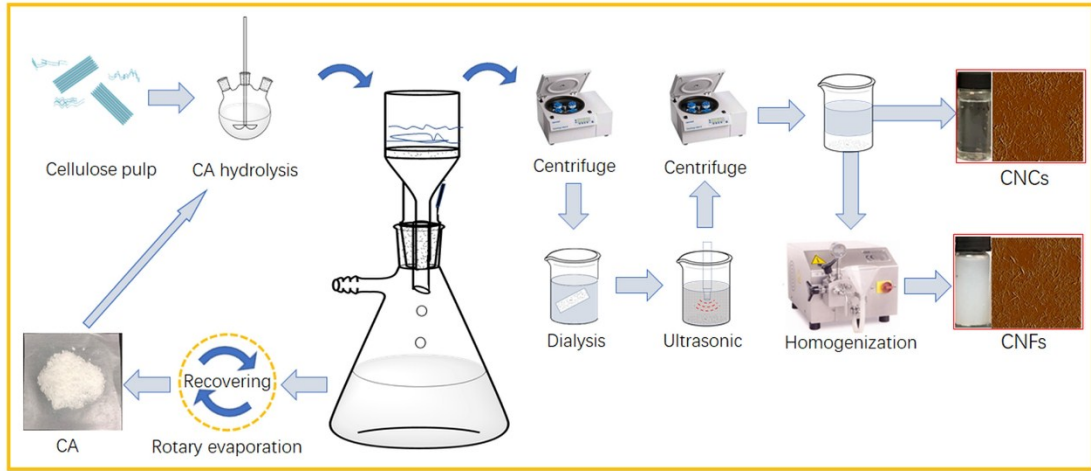 Cellulose pulp
CA hydrolysis
Centrifuge
Centrifuge
CNCs
Dialysis
Ultrasonic
Homogenization
CNFs
CA
Recovering
Rotary evaporation